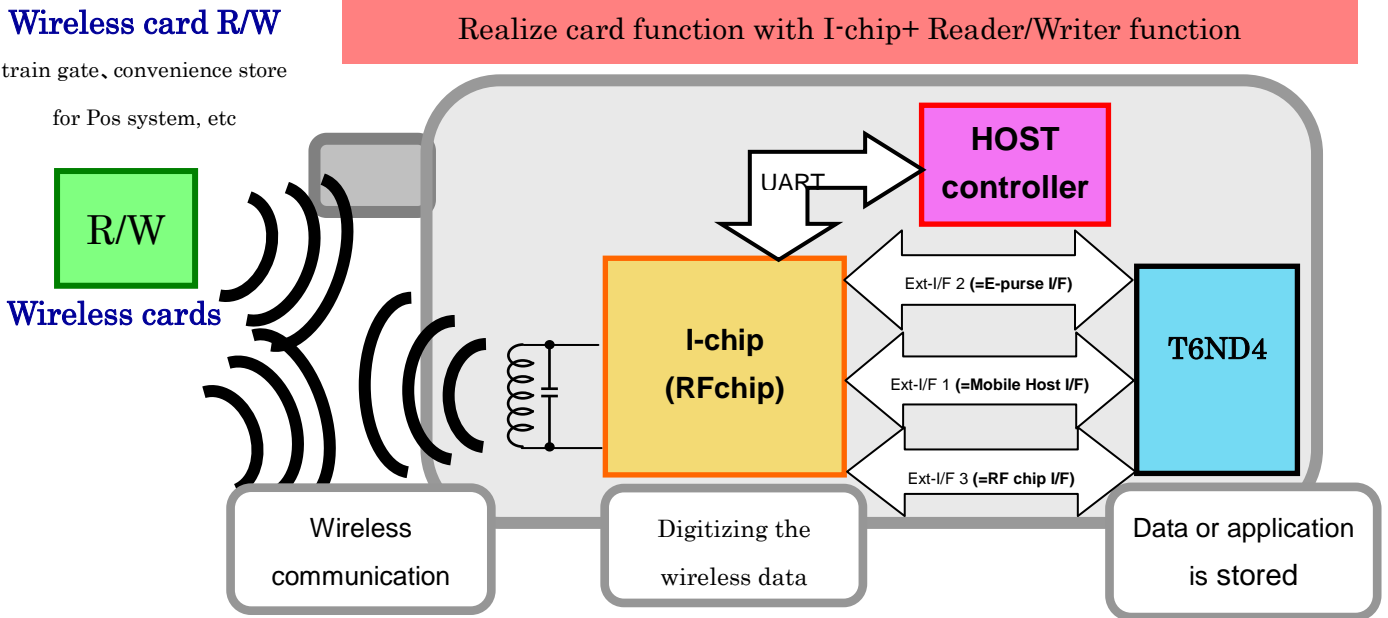 Wireless card R/W
train gate、convenience store
for Pos system, etc
Realize card function with I-chip+ Reader/Writer function
R/W
Wireless cards
UART
HOST
controller
I-chip
(RFchip)
Ext-I/F 2 (=E-purse I/F)
Ext-I/F 1 (=Mobile Host I/F)
Ext-I/F 3 (=RF chip I/F)
T6ND4
Wireless
communication
Digitizing the
wireless data
Data or application
is stored